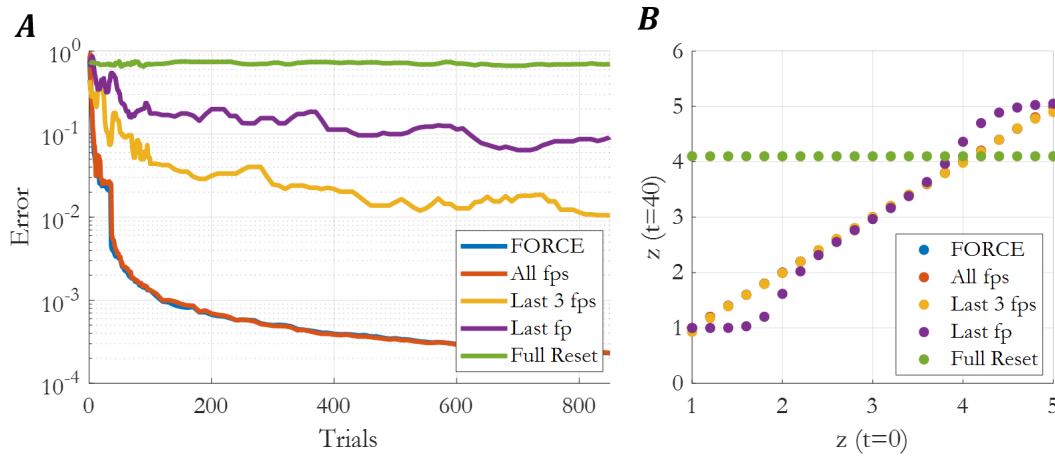 A
Error
10^0
10^-1
10^-2
10^-3
10^-4
0
200
400
600
800
Trials
FORCE
All fps
Last 3 fps
Last fp
Full Reset
B
z (t=40)
6
5
4
3
2
1
0
1
2
3
4
5
z (t=0)
FORCE
All fps
Last 3 fps
Last fp
Full Reset